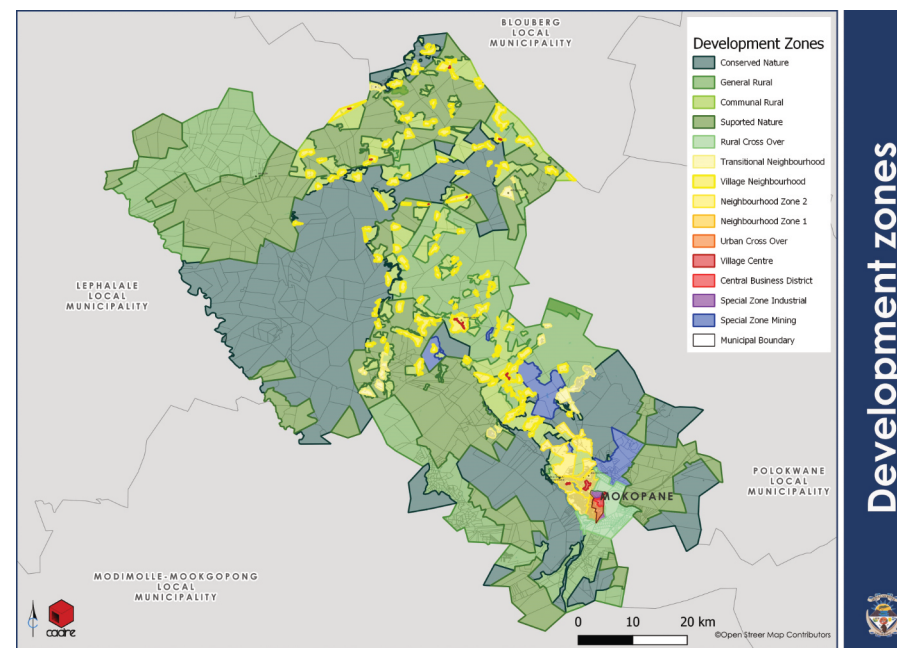 BLOUBERG
LOCAL
MUNICIPALITY
Development Zones
Conserved Nature
General Rural
Communal Rural
Suported Nature
Rural Cross Over
Transitional Neighbourhood
Village Neighbourhood
Neighbourhood Zone 2
Neighbourhood Zone 1
Urban Cross Over
Village Centre
Central Business District
Special Zone Industrial
Special Zone Mining
Municipal Boundary
LEPHALALE
LOCAL
MUNICIPALITY
POLOKWANE
LOCAL
MUNICIPALITY
MOKOPANE
MODIMOLLE-MOOKGOPONG
LOCAL
MUNICIPALITY
cadre
0 10 20 km
©Open Streer Map Contributors
Development zones